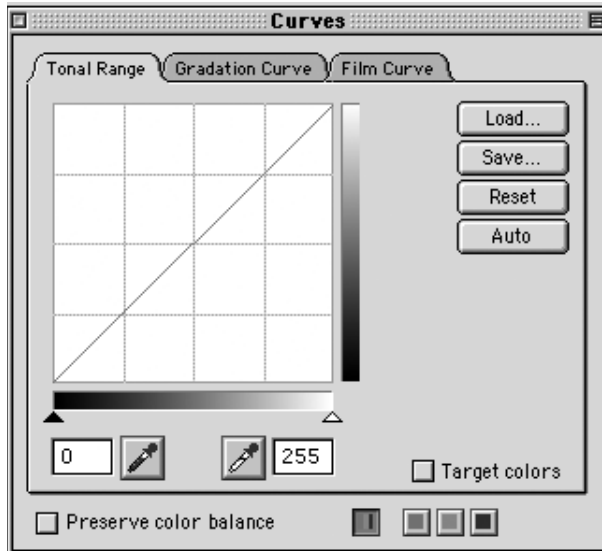 Curves
Tonal Range Gradation Curve Film Curve
Load...
Save...
Reset
Auto
0 255
Target colors
Preserve color balance